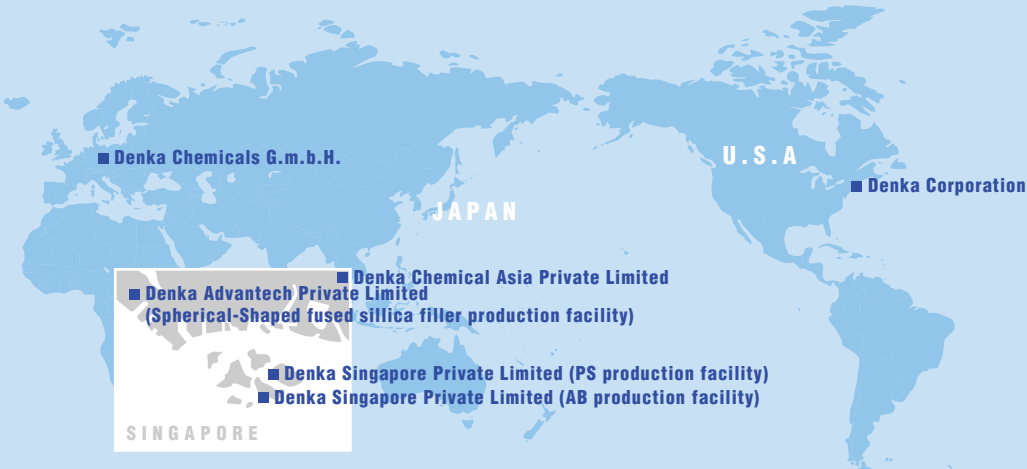 Denka Chemicals G.m.b.H.
U.S.A
Denka Corporation
JAPAN
Denka Chemical Asia Private Limited
Denka Advantech Private Limited
(Spherical-Shaped fused sillica filler production facility)
Denka Singapore Private Limited (PS production facility)
Denka Singapore Private Limited (AB production facility)
SINGAPORE